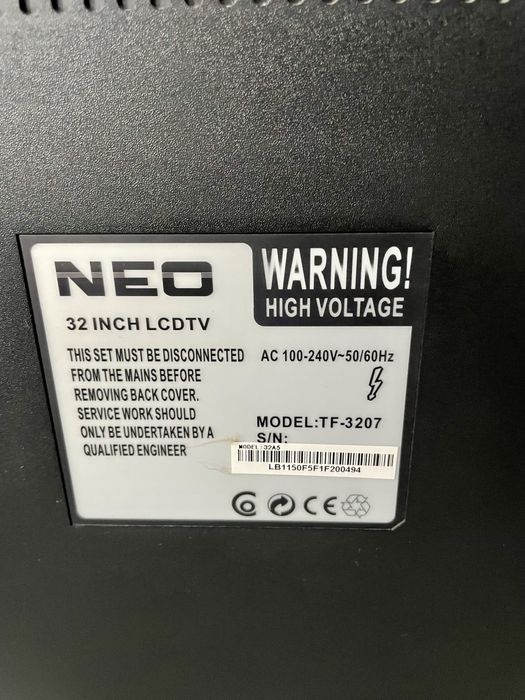 NEO
WARNING!
HIGH VOLTAGE
32 INCH LCDTV
THIS SET MUST BE DISCONNECTED
FROM THE MAINS BEFORE
REMOVING BACK COVER.
SERVICE WORK SHOULD
ONLY BE UNDERTAKEN BY A
QUALIFIED ENGINEER
AC 100-240V~50/60Hz
MODEL:TF-3207
S/N:
MODEL:32A5
LB1150F5F1F200494
CE